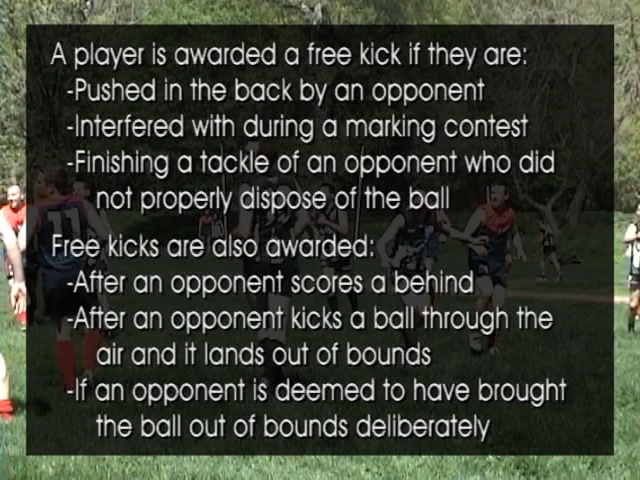 A player is awarded a free kick if they are:
-Pushed in the back by an opponent
-Interfered with during a marking contest
-Finishing a tackle of an opponent who did
not properly dispose of the ball
Free kicks are also awarded:
-After an opponent scores a behind
-After an opponent kicks a ball through the
air and it lands out of bounds
-If an opponent is deemed to have brought
the ball out of bounds deliberately
11